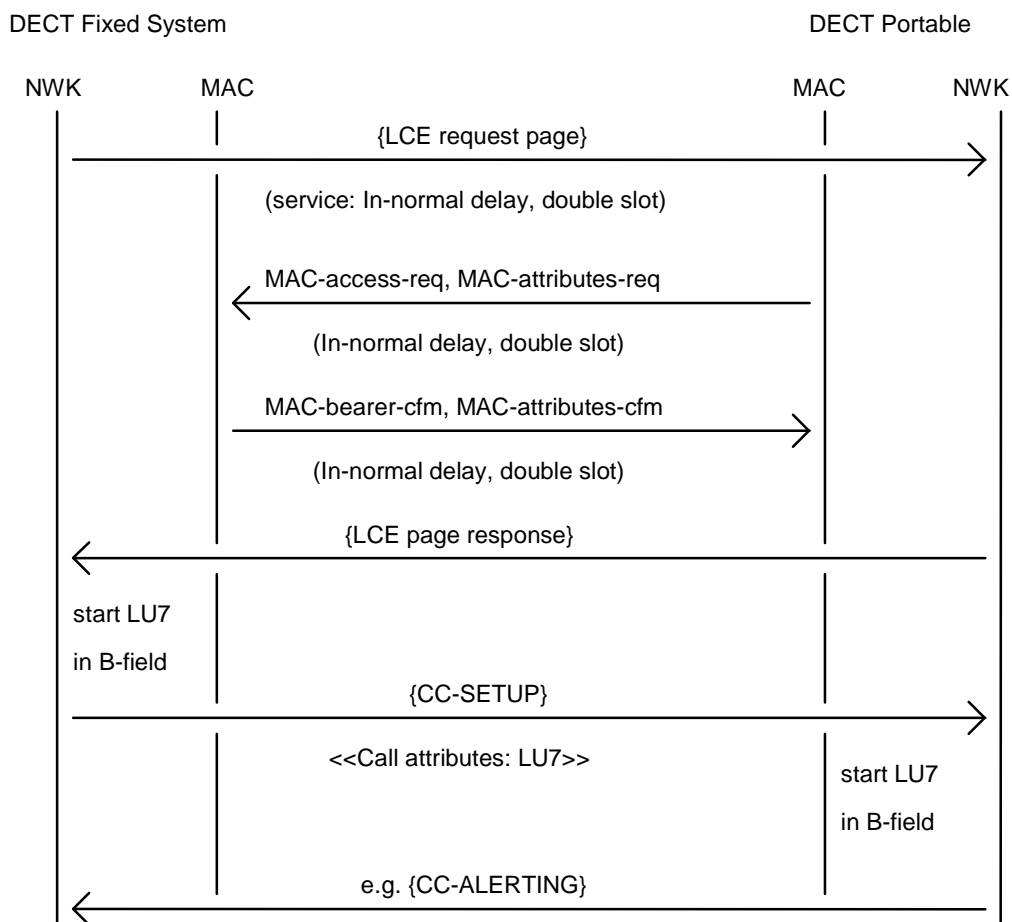 DECT Fixed System
DECT Portable
NWK
MAC
MAC
NWK
{LCE request page}
(service: In-normal delay, double slot)
MAC-access-req, MAC-attributes-req
(In-normal delay, double slot)
MAC-bearer-cfm, MAC-attributes-cfm
(In-normal delay, double slot)
{LCE page response}
start LU7
in B-field
{CC-SETUP}
<<Call attributes: LU7>>
start LU7
in B-field
e.g. {CC-ALERTING}